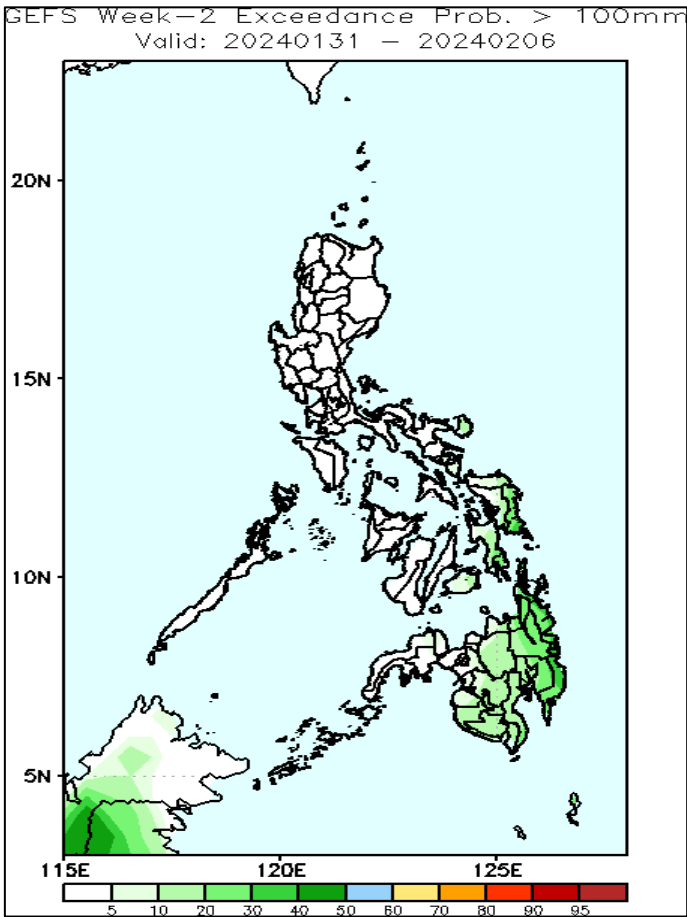 GEFS Week-2 Exceedance Prob. > 100mm
Valid: 20240131 - 20240206
20N
15N
10N
5N
115E 120E 125E
5 10 20 30 40 50 60 70 80 90 95